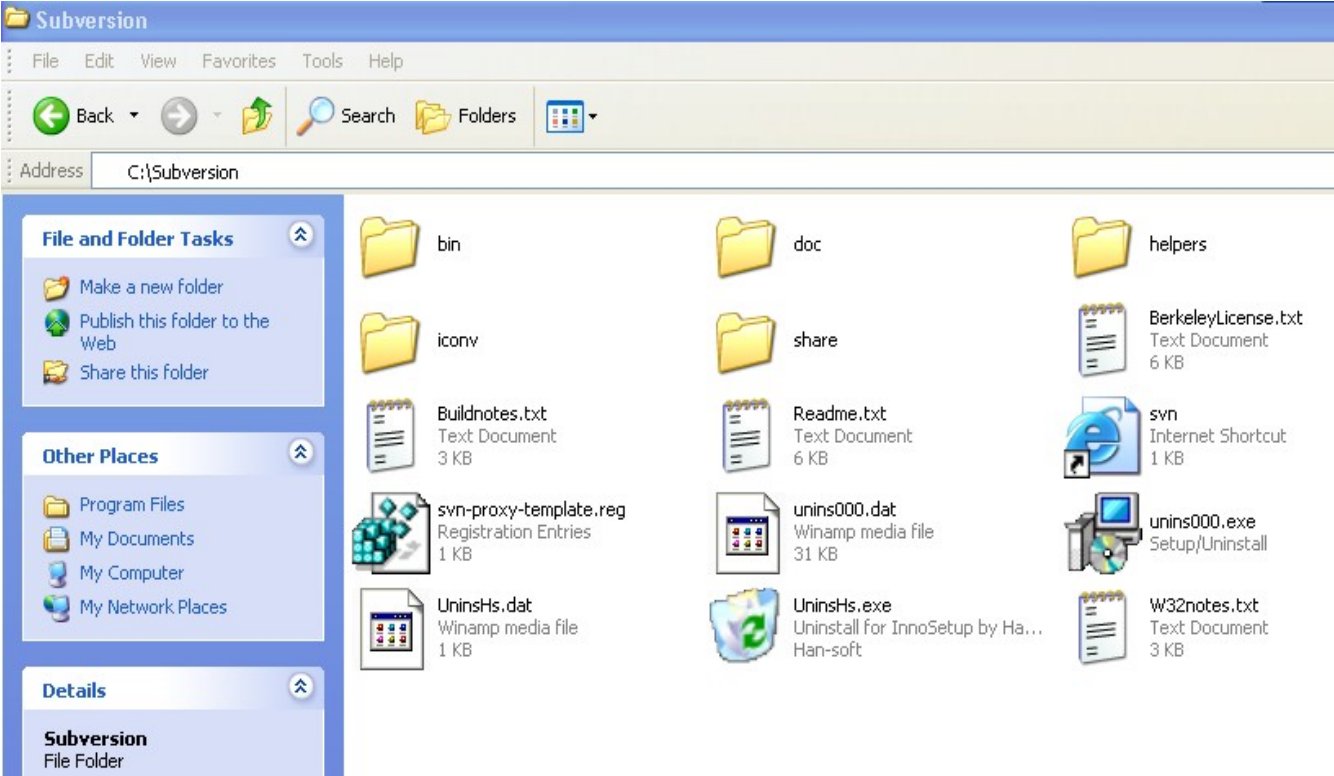 Subversion
File Edit View Favorites Tools Help
Back Search Folders
Address C:\Subversion
File and Folder Tasks
Make a new folder
Publish this folder to the
Web
Share this folder
Other Places
Program Files
My Documents
My Computer
My Network Places
Details
Subversion
File Folder
bin
doc
helpers
iconv
share
BerkeleyLicense.txt
Text Document
6 KB
Buildnotes.txt
Text Document
3 KB
Readme.txt
Text Document
6 KB
svn
Internet Shortcut
1 KB
svn-proxy-template.reg
Registration Entries
1 KB
unins000.dat
Winamp media file
31 KB
unins000.exe
Setup/Uninstall
UninsHs.dat
Winamp media file
1 KB
UninsHs.exe
Uninstall for InnoSetup by Ha...
Han-soft
W32notes.txt
Text Document
3 KB